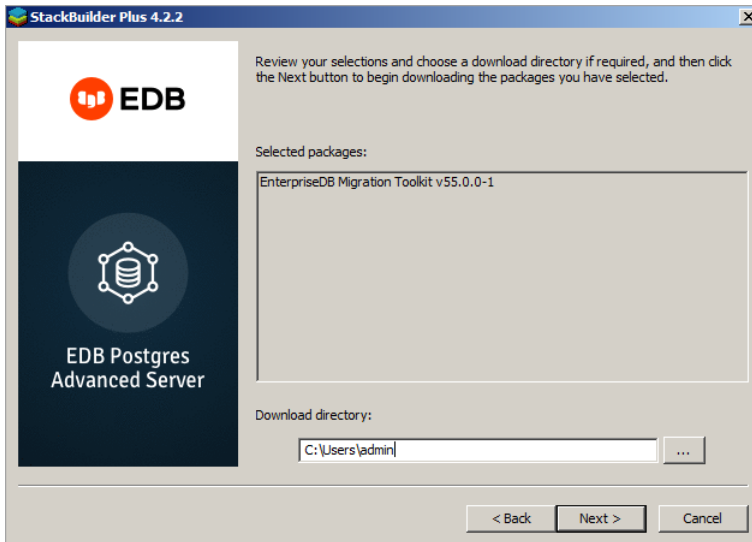 StackBuilder Plus 4.2.2
EDB
EDB Postgres
Advanced Server
Review your selections and choose a download directory if required, and then click
the Next button to begin downloading the packages you have selected.
Selected packages:
EnterpriseDB Migration Toolkit v55.0.0-1
Download directory:
C:\Users\admin
...
< Back
Next >
Cancel